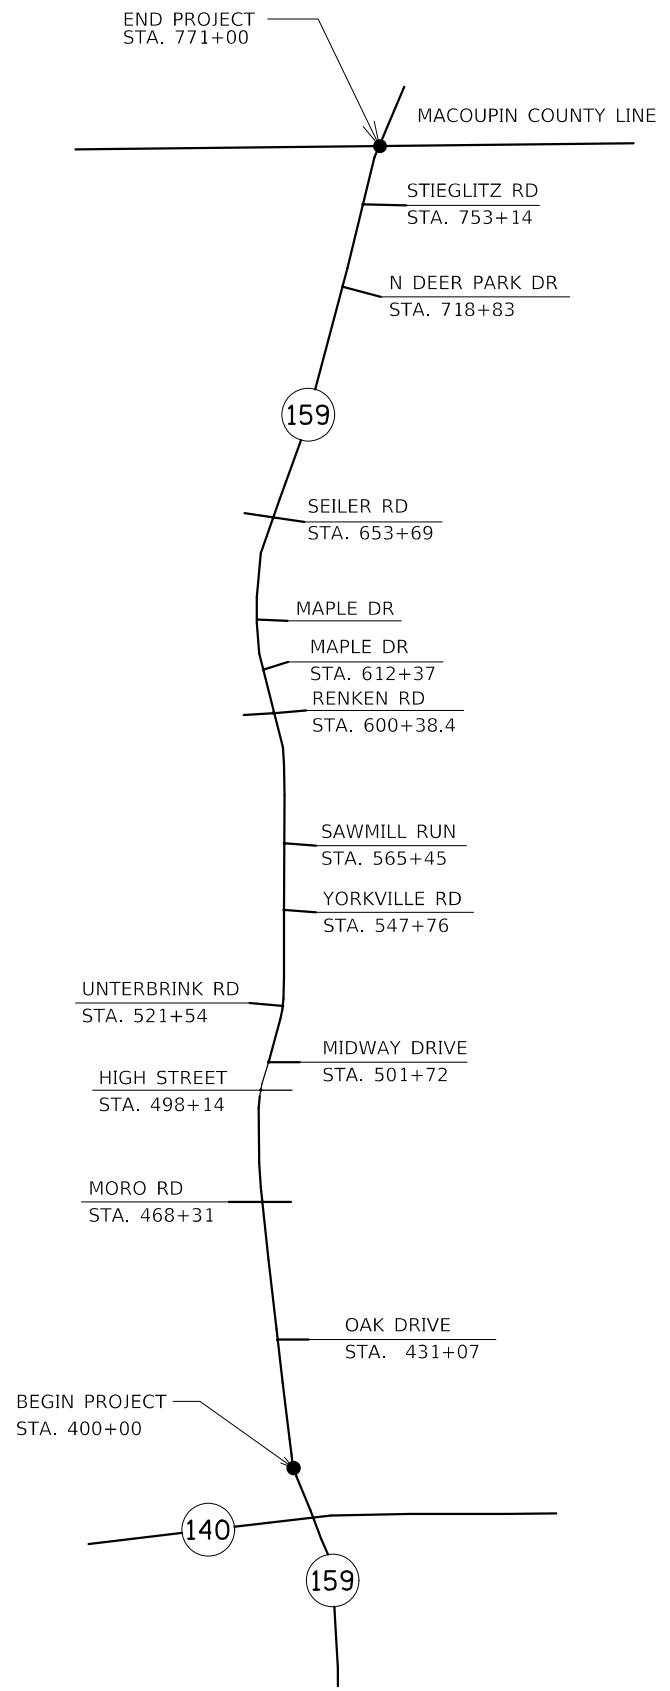 END PROJECT
STA. 771+00
MACOUPIN COUNTY LINE
STIEGLITZ RD
STA. 753+14
N DEER PARK DR
STA. 718+83
159
SEILER RD
STA. 653+69
MAPLE DR
MAPLE DR
STA. 612+37
RENKEN RD
STA. 600+38.4
SAWMILL RUN
STA. 565+45
YORKVILLE RD
STA. 547+76
UNTERBRINK RD
STA. 521+54
MIDWAY DRIVE
STA. 501+72
HIGH STREET
STA. 498+14
MORO RD
STA. 468+31
OAK DRIVE
STA. 431+07
BEGIN PROJECT
STA. 400+00
140
159